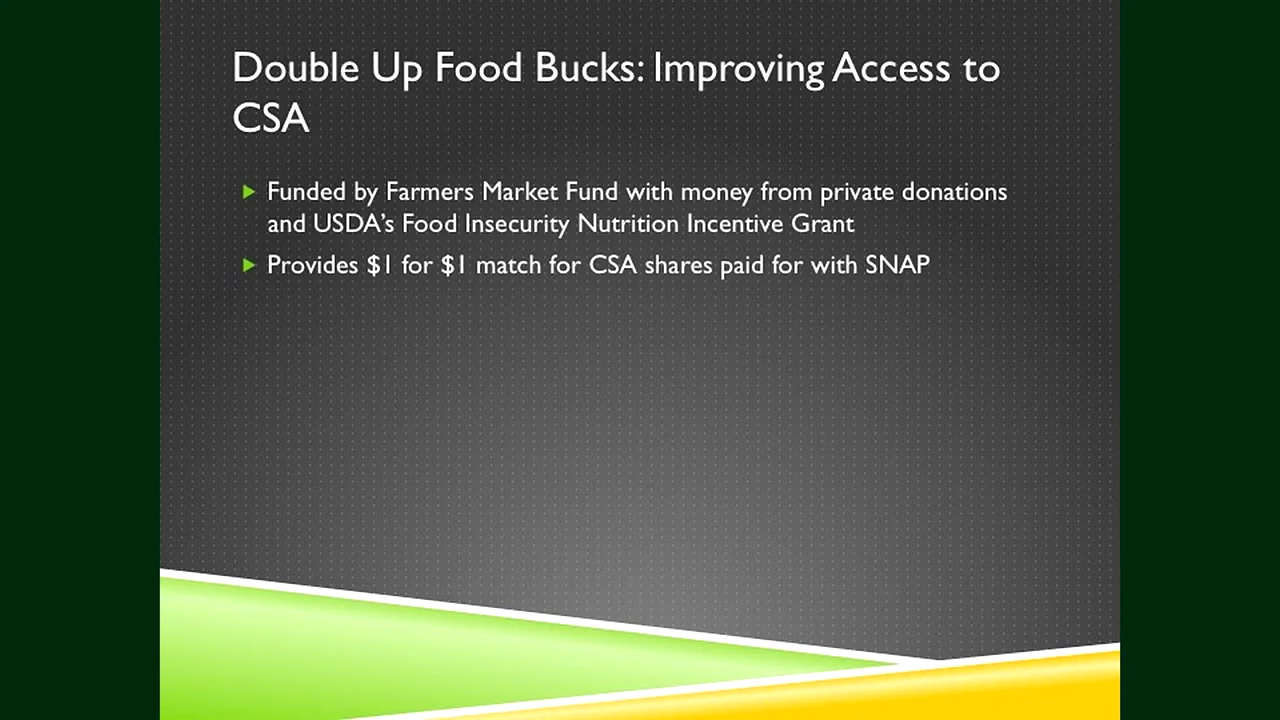 Double Up Food Bucks: Improving Access to
CSA
Funded by Farmers Market Fund with money from private donations
and USDA’s Food Insecurity Nutrition Incentive Grant
Provides $1 for $1 match for CSA shares paid for with SNAP